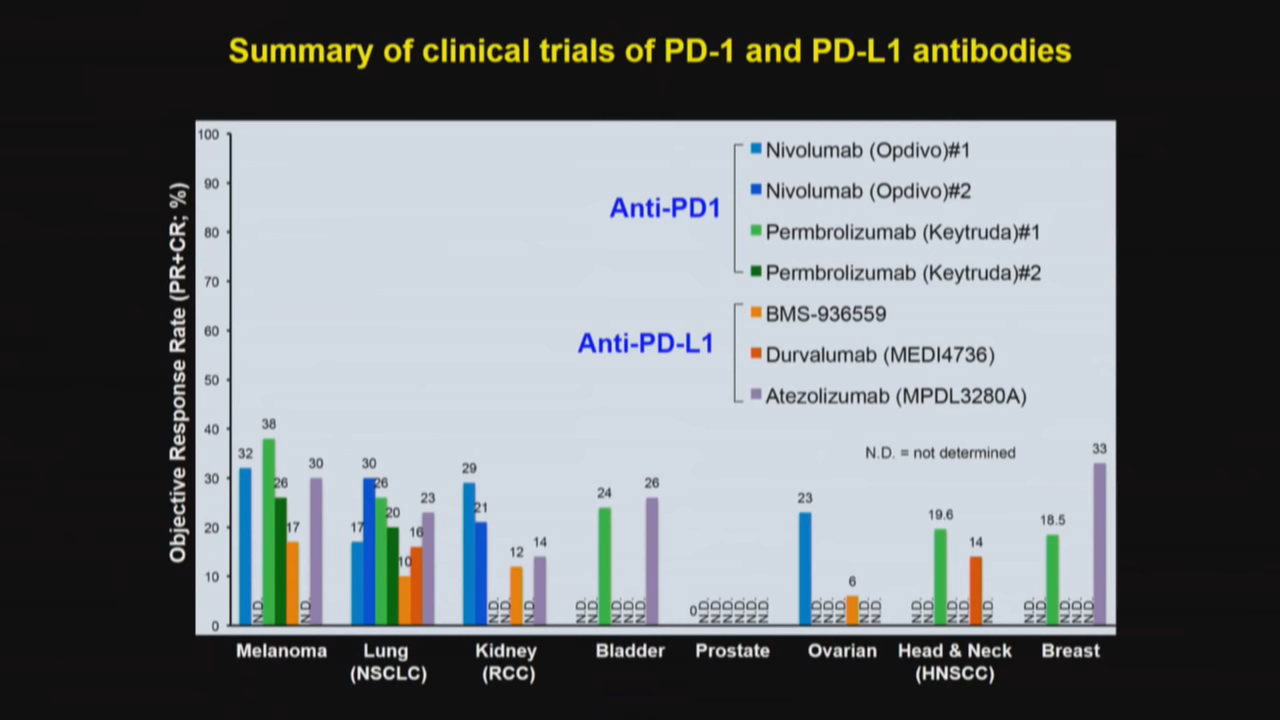 Summary of clinical trials of PD-1 and PD-L1 antibodies
Objective Response Rate (PR+CR; %)
100
90
80
70
60
50
40
30
20
10
0
Anti-PD1
Nivolumab (Opdivo)#1
Nivolumab (Opdivo)#2
Permbrolizumab (Keytruda)#1
Permbrolizumab (Keytruda)#2
Anti-PD-L1
BMS-936559
Durvalumab (MEDI4736)
Atezolizumab (MPDL3280A)
N.D. = not determined
32 N.D. 38 26 17 N.D. 30
17 30 26 20 10 16 23
29 21 N.D. N.D. 12 N.D. 14
N.D. N.D. 24 N.D. N.D. N.D. 26
0 N.D. N.D. N.D. N.D. N.D. N.D.
23 N.D. N.D. N.D. 6 N.D. N.D.
N.D. N.D. 19.6 N.D. N.D. 14 N.D.
N.D. N.D. 18.5 N.D. N.D. N.D. 33
Melanoma Lung Kidney Bladder Prostate Ovarian Head & Neck Breast
(NSCLC) (RCC) (HNSCC)